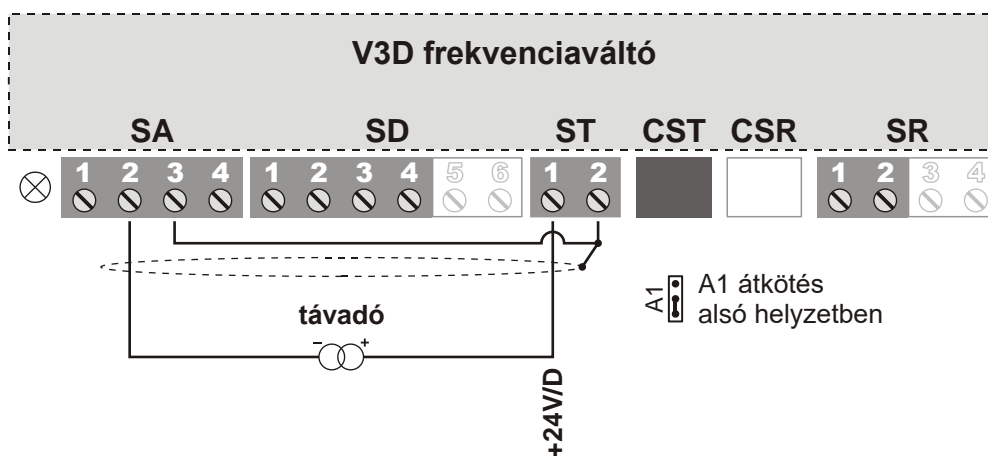 V3D frekvenciaváltó
SA SD ST CST CSR SR
1 2 3 4 1 2 3 4 5 6 1 2 1 2 3 4
A1 A1 átkötés
alsó helyzetben
távadó
- +
+24V/D